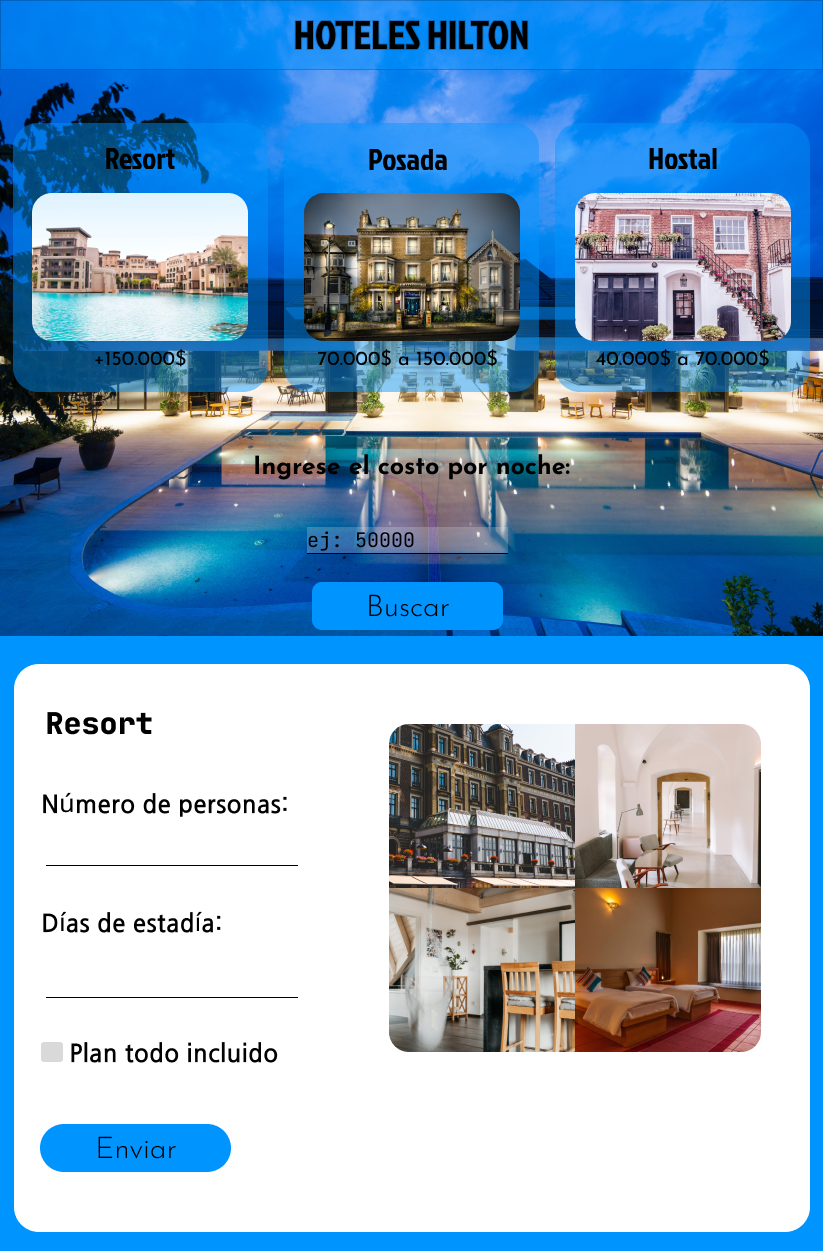 HOTELES HILTON
Resort
Posada
Hostal
+150.000$
70.000$ a 150.000$
40.000$ a 70.000$
Ingrese el costo por noche:
ej: 50000
Buscar
Resort
Número de personas:
Días de estadía:
Plan todo incluido
Enviar